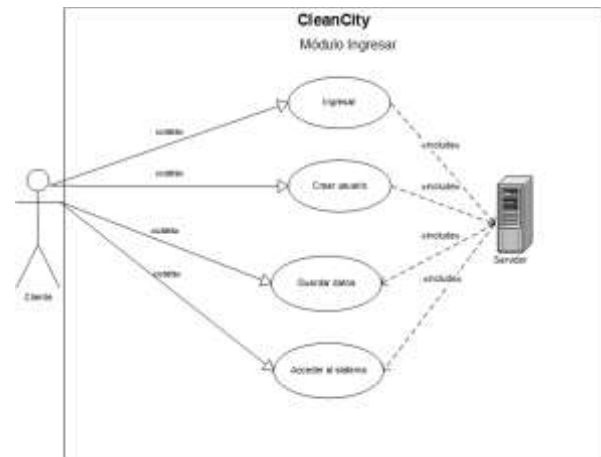 CleanCity
Módulo Ingresar
Ingresar
«include»
Crear usuario
«include»
Servidor
«include»
Guardar datos
«include»
Cliente
Acceder al sistema